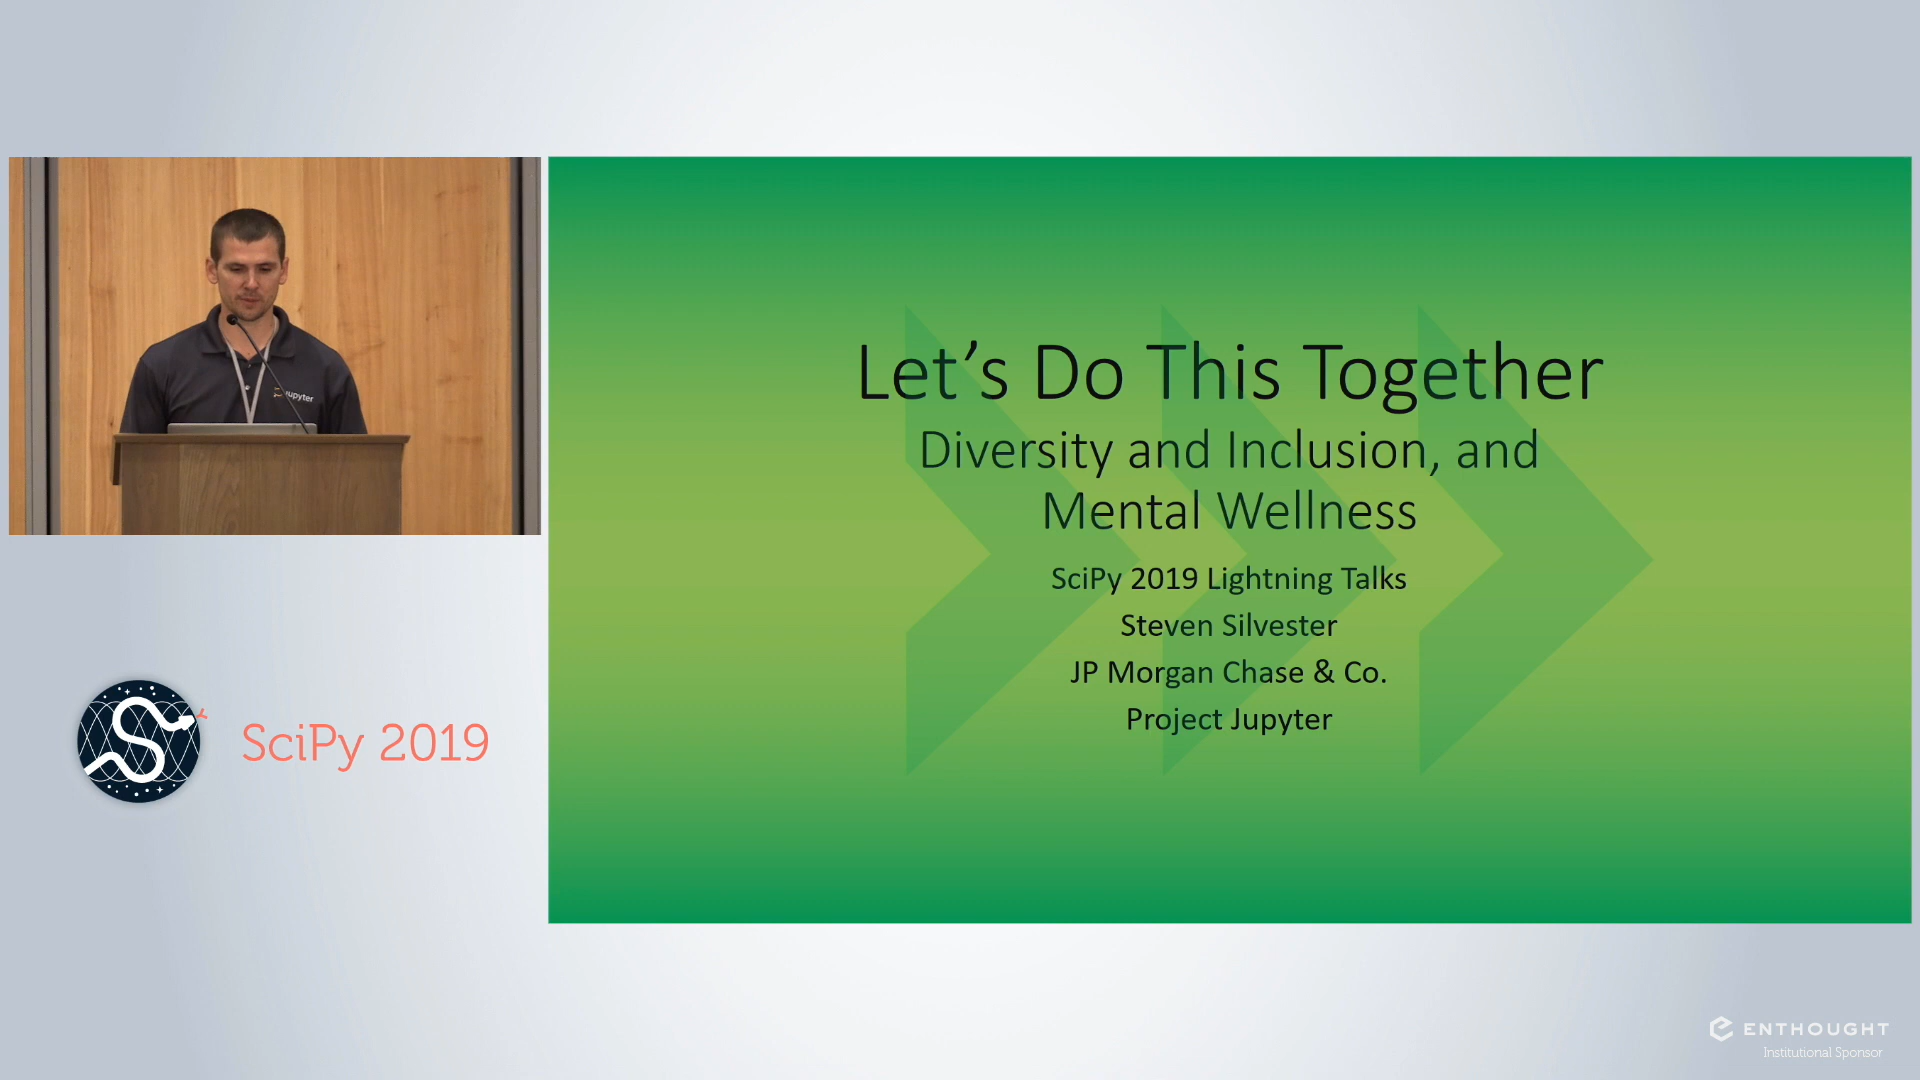 Let’s Do This Together
Diversity and Inclusion, and
Mental Wellness
SciPy 2019 Lightning Talks
Steven Silvester
JP Morgan Chase & Co.
Project Jupyter
jupyter
SciPy 2019
ENTHOUGHT
Institutional Sponsor